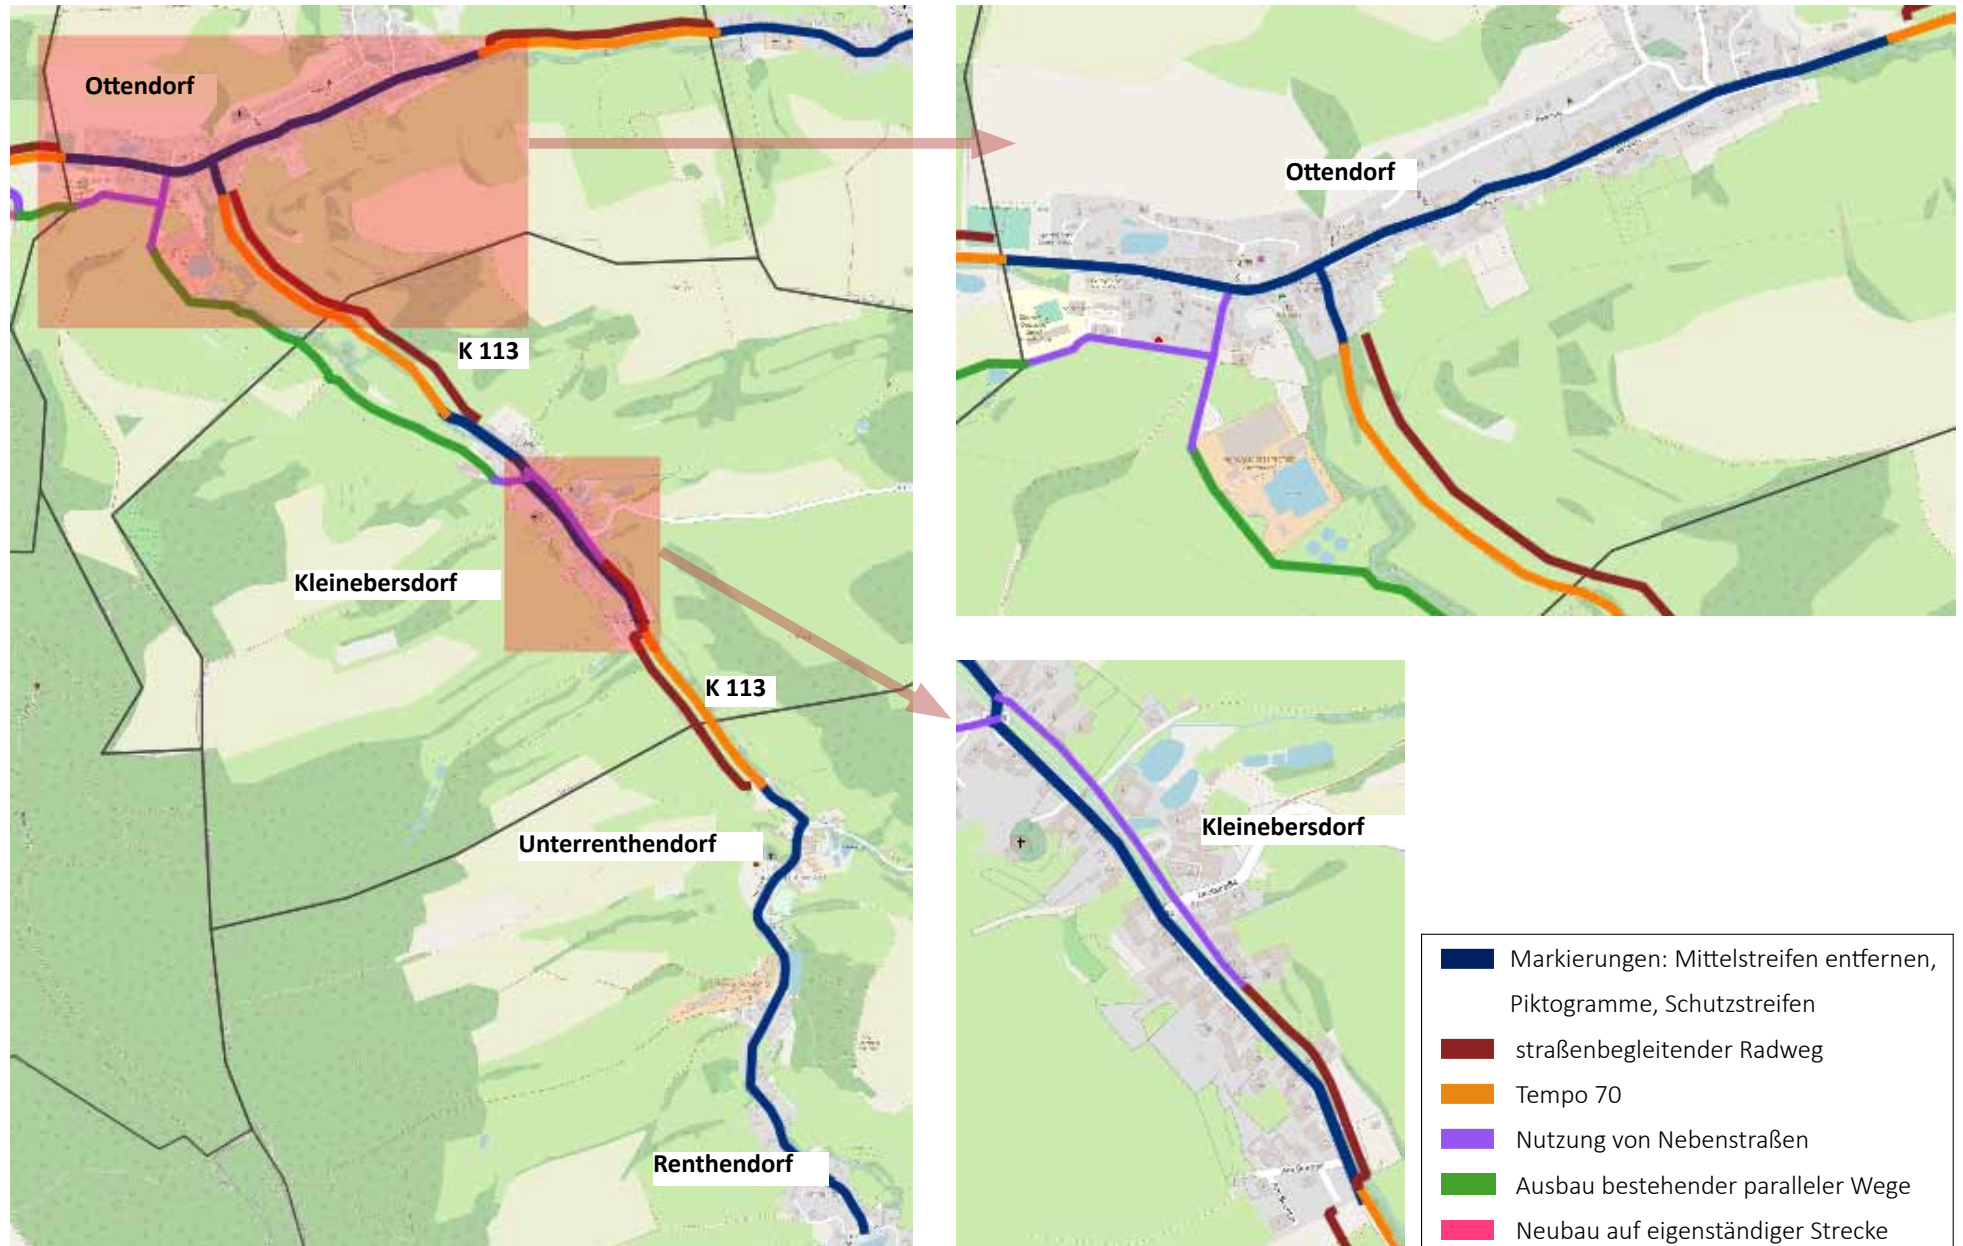 Ottendorf
K 113
Kleinebersdorf
K 113
Unterrenthendorf
Renthendorf
Ottendorf
Kleinebersdorf
Markierungen: Mittelstreifen entfernen,
Piktogramme, Schutzstreifen
straßenbegleitender Radweg
Tempo 70
Nutzung von Nebenstraßen
Ausbau bestehender paralleler Wege
Neubau auf eigenständiger Strecke